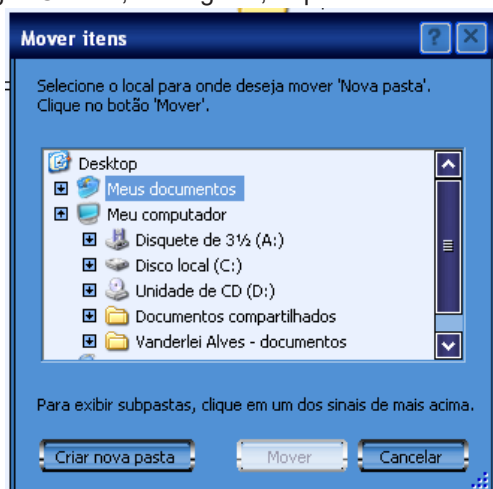 Mover itens
Selecione o local para onde deseja mover 'Nova pasta'.
Clique no botão 'Mover'.
Desktop
Meus documentos
Meu computador
Disquete de 3½ (A:)
Disco local (C:)
Unidade de CD (D:)
Documentos compartilhados
Vanderlei Alves - documentos
Para exibir subpastas, clique em um dos sinais de mais acima.
Criar nova pasta Mover Cancelar